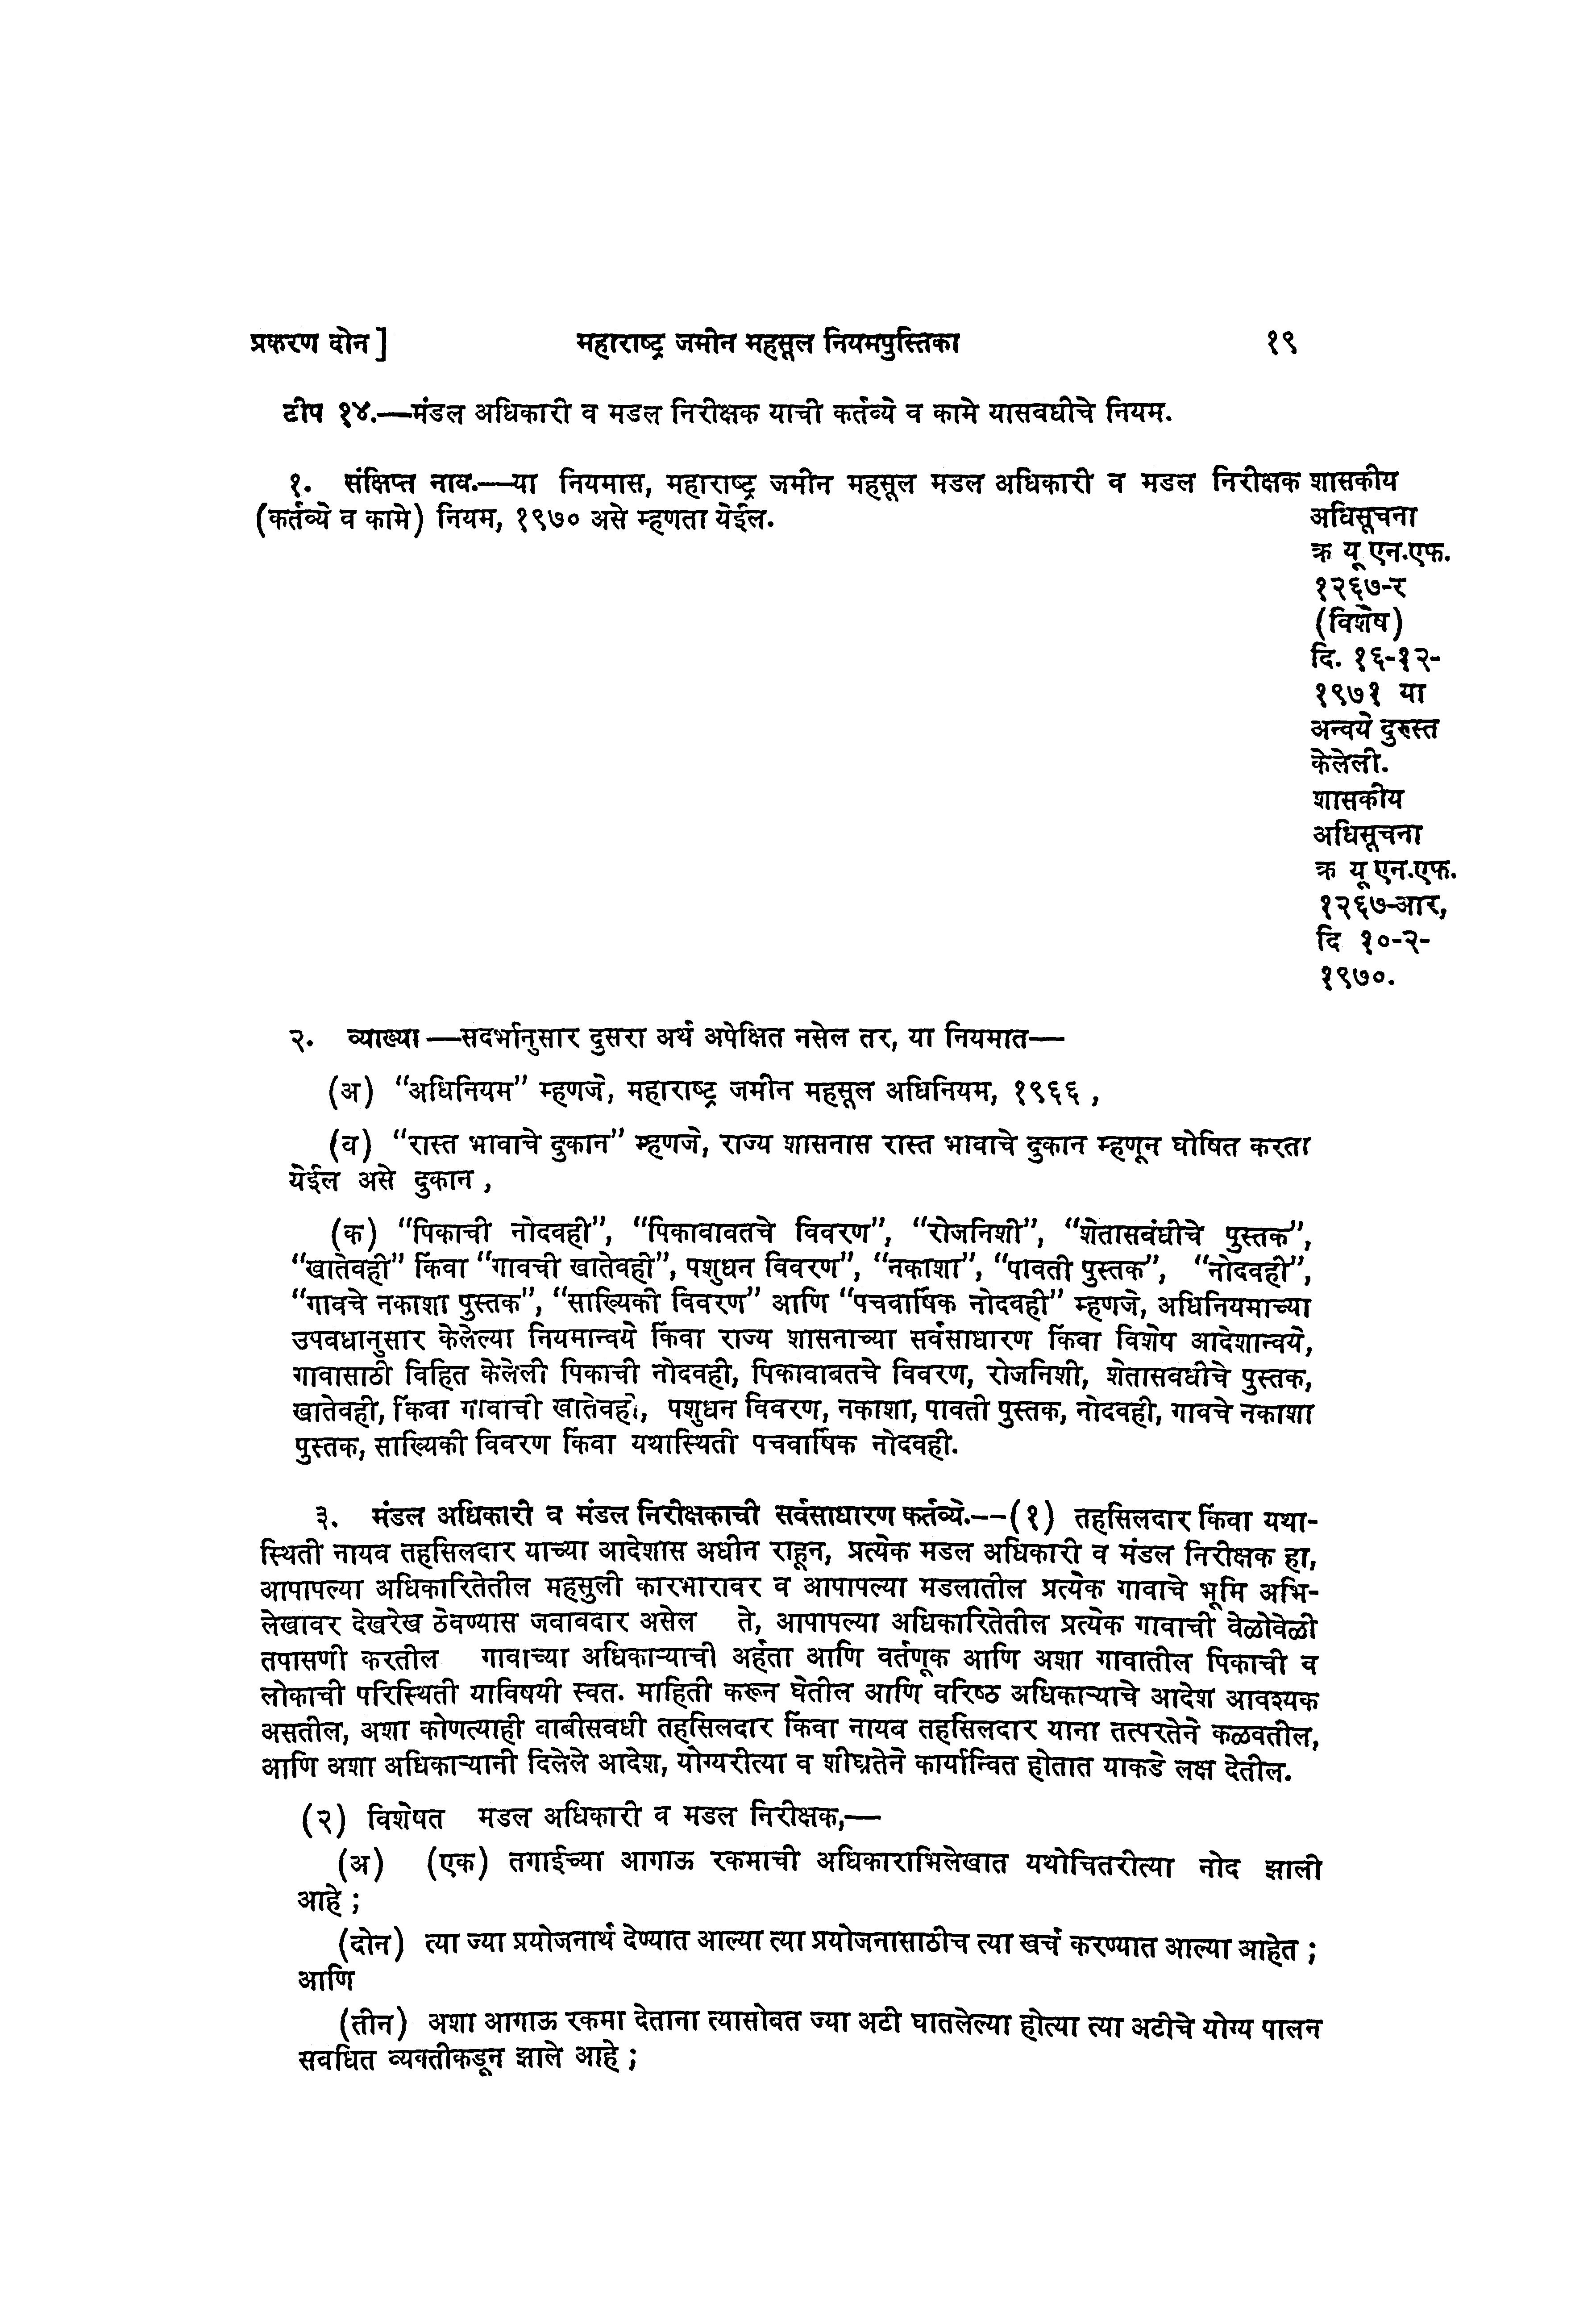 प्रकरण दोन] महाराष्ट्र जमीन महसूल नियमपुस्तिका १९
टीप १४.—मंडल अधिकारी व मडल निरीक्षक याची कर्तव्ये व कामे यासवधीचे नियम.
१. संक्षिप्त नाव.—या नियमास, महाराष्ट्र जमीन महसूल मडल अधिकारी व मडल निरीक्षक
(कर्तव्ये व कामे) नियम, १९७० असे म्हणता येईल.
शासकीय
अधिसूचना
क्र यू एन.एफ.
१२६७-र
(विशेष)
दि. १६-१२-
१९७१ या
अन्वये दुरुस्त
केलेली.
शासकीय
अधिसूचना
क्र यू एन.एफ.
१२६७-आर,
दि १०-२-
१९७०.
२. व्याख्या —सदर्भानुसार दुसरा अर्थ अपेक्षित नसेल तर, या नियमात—
(अ) “अधिनियम” म्हणजे, महाराष्ट्र जमीन महसूल अधिनियम, १९६६ ,
(व) “रास्त भावाचे दुकान” म्हणजे, राज्य शासनास रास्त भावाचे दुकान म्हणून घोषित करता
येईल असे दुकान ,
(क) “पिकाची नोदवही”, “पिकावावतचे विवरण”, “रोजनिशी”, “शेतासवंधीचे पुस्तक”,
“खातेवही” किंवा “गावची खातेवही”, पशुधन विवरण”, “नकाशा”, “पावती पुस्तक”, “नोदवही”,
“गावचे नकाशा पुस्तक”, “साख्यिकी विवरण” आणि “पचवार्षिक नोदवही” म्हणजे, अधिनियमाच्या
उपवधानुसार केलेल्या नियमान्वये किंवा राज्य शासनाच्या सर्वसाधारण किंवा विशेष आदेशान्वये,
गावासाठी विहित केलेली पिकाची नोदवही, पिकावाबतचे विवरण, रोजनिशी, शेतासवधीचे पुस्तक,
खातेवही, किंवा गावाची खातेवही, पशुधन विवरण, नकाशा, पावती पुस्तक, नोदवही, गावचे नकाशा
पुस्तक, साख्यिकी विवरण किंवा यथास्थिती पचवार्षिक नोदवही.
३. मंडल अधिकारी व मंडल निरीक्षकाची सर्वसाधारण कर्तव्ये.--(१) तहसिलदार किंवा यथा-
स्थिती नायव तहसिलदार याच्या आदेशास अधीन राहून, प्रत्येक मडल अधिकारी व मंडल निरीक्षक हा,
आपापल्या अधिकारितेतील महसुली कारभारावर व आपापल्या मडलातील प्रत्येक गावाचे भूमि अभि-
लेखावर देखरेख ठेवण्यास जवावदार असेल ते, आपापल्या अधिकारितेतील प्रत्येक गावाची वेळोवेळी
तपासणी करतील गावाच्या अधिकाऱ्याची अर्हता आणि वर्तणूक आणि अशा गावातील पिकाची व
लोकाची परिस्थिती याविषयी स्वत. माहिती करून घेतील आणि वरिष्ठ अधिकाऱ्याचे आदेश आवश्यक
असतील, अशा कोणत्याही वाबीसवधी तहसिलदार किंवा नायब तहसिलदार याना तत्परतेने कळवतील,
आणि अशा अधिकाऱ्यानी दिलेले आदेश, योग्यरीत्या व शीघ्रतेने कार्यान्वित होतात याकडे लक्ष देतील.
(२) विशेषत मडल अधिकारी व मडल निरीक्षक,—
(अ) (एक) तगाईच्या आगाऊ रकमाची अधिकाराभिलेखात यथोचितरीत्या नोद झाली
आहे ;
(दोन) त्या ज्या प्रयोजनार्थ देण्यात आल्या त्या प्रयोजनासाठीच त्या खर्च करण्यात आल्या आहेत ;
आणि
(तीन) अशा आगाऊ रकमा देताना त्यासोबत ज्या अटी घातलेल्या होत्या त्या अटीचे योग्य पालन
सवधित व्यक्तीकडून झाले आहे ;